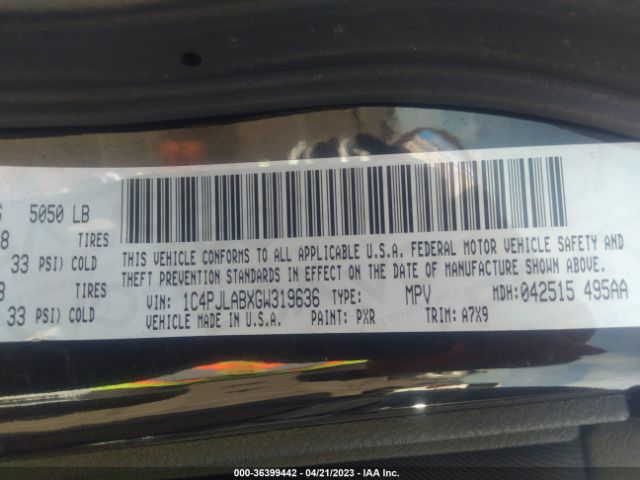 5050 LB
TIRES
33 PSI) COLD
TIRES
33 PSI) COLD
THIS VEHICLE CONFORMS TO ALL APPLICABLE U.S.A. FEDERAL MOTOR VEHICLE SAFETY AND
THEFT PREVENTION STANDARDS IN EFFECT ON THE DATE OF MANUFACTURE SHOWN ABOVE.
VIN: 1C4PJLABXGW319636 TYPE: MPV MDH: 042515 495AA
VEHICLE MADE IN U.S.A. PAINT: PXR TRIM: A7X9
000-36399442 - 04/21/2023 - IAA Inc.